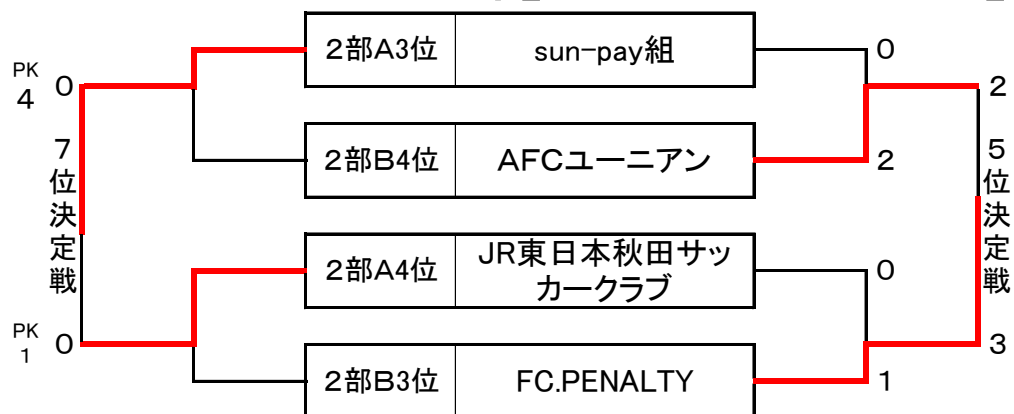 2部A3位 sun-pay組 0
PK
4 0 2
2部B4位 AFCユーニアン 2
7位決定戦
5位決定戦
2部A4位 JR東日本秋田サッ
カークラブ 0
PK
1 0 3
2部B3位 FC.PENALTY 1